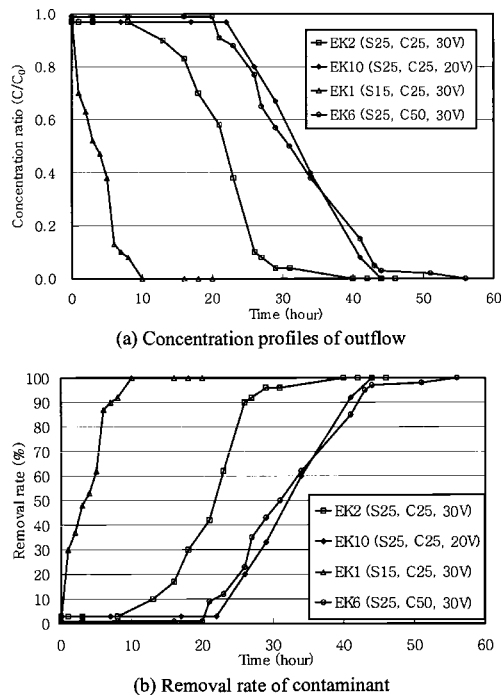 1.0
0.8
0.6
0.4
0.2
0.0
Concentration ratio (C/C₀)
EK2 (S25, C25, 30V)
EK10 (S25, C25, 20V)
EK1 (S15, C25, 30V)
EK6 (S25, C50, 30V)
0 10 20 30 40 50 60
Time (hour)
(a) Concentration profiles of outflow
100
90
80
70
60
50
40
30
20
10
0
Removal rate (%)
EK2 (S25, C25, 30V)
EK10 (S25, C25, 20V)
EK1 (S15, C25, 30V)
EK6 (S25, C50, 30V)
0 10 20 30 40 50 60
Time (hour)
(b) Removal rate of contaminant